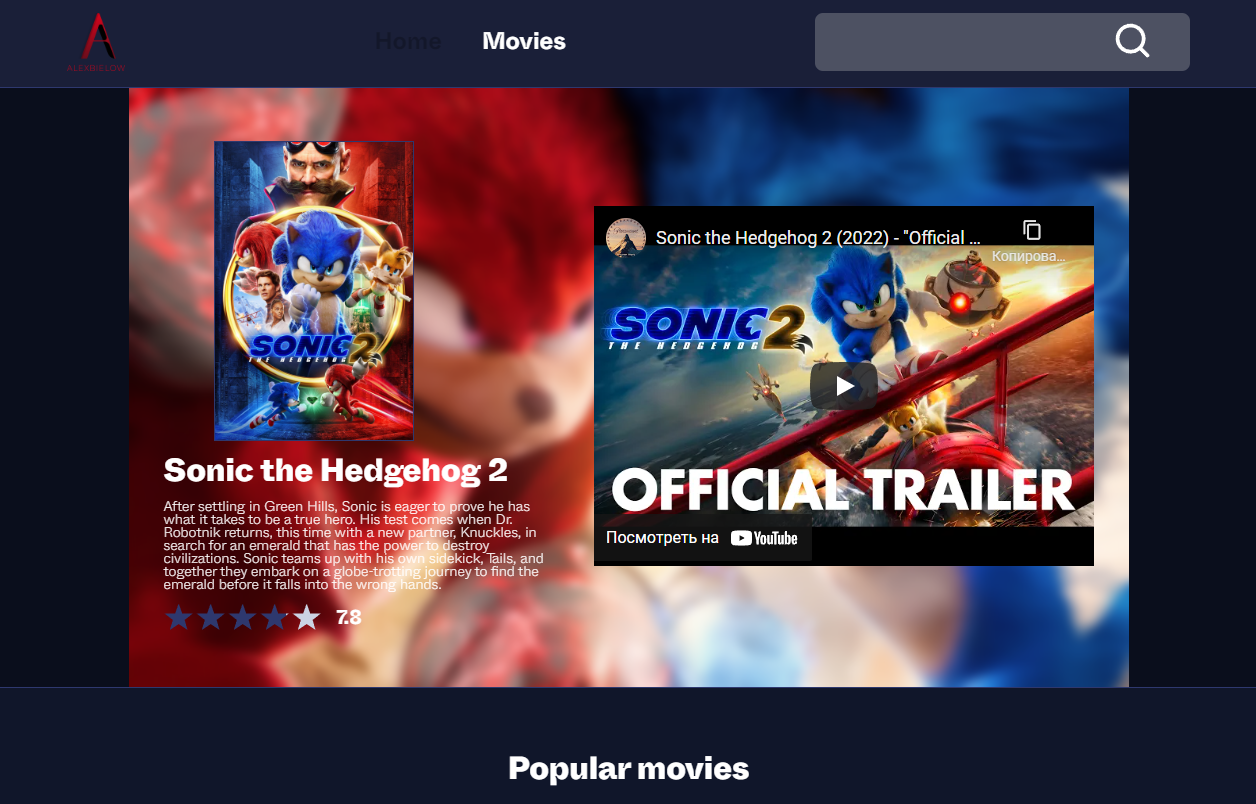 ALEXBIELOW
Home
Movies
SONIC 2
THE HEDGEHOG
Sonic the Hedgehog 2
After settling in Green Hills, Sonic is eager to prove he has
what it takes to be a true hero. His test comes when Dr.
Robotnik returns, this time with a new partner, Knuckles, in
search for an emerald that has the power to destroy
civilizations. Sonic teams up with his own sidekick, Tails, and
together they embark on a globe-trotting journey to find the
emerald before it falls into the wrong hands.
7.8
Sonic the Hedgehog 2 (2022) - "Official ...
Копирова...
SONIC 2
THE HEDGEHOG
OFFICIAL TRAILER
Посмотреть на YouTube
Popular movies